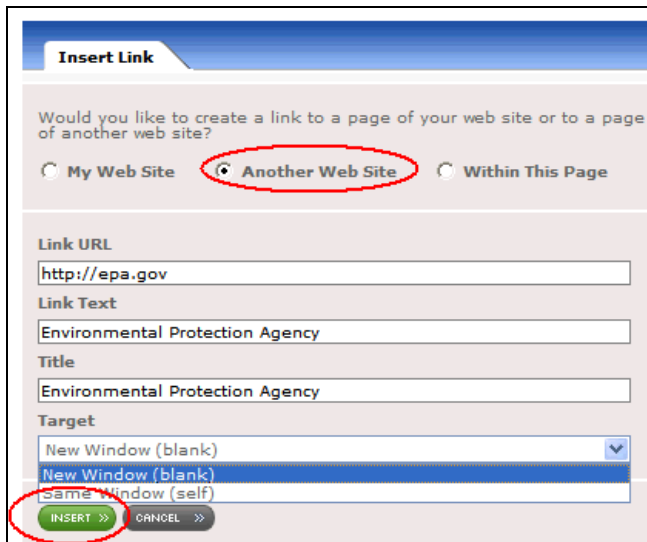 Insert Link
Would you like to create a link to a page of your web site or to a page
of another web site?
My Web Site Another Web Site Within This Page
Link URL
http://epa.gov
Link Text
Environmental Protection Agency
Title
Environmental Protection Agency
Target
New Window (blank)
New Window (blank)
Same Window (self)
INSERT » CANCEL »